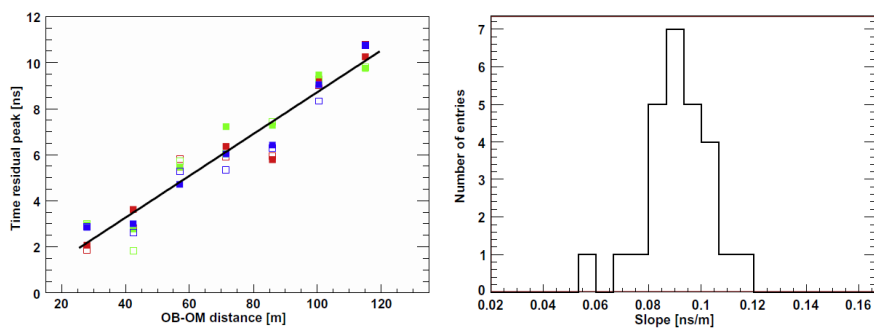 12
10
8
6
4
2
0
Time residual peak [ns]
20 40 60 80 100 120
OB-OM distance [m]
7
6
5
4
3
2
1
0
Number of entries
0.02 0.04 0.06 0.08 0.1 0.12 0.14 0.16
Slope [ns/m]